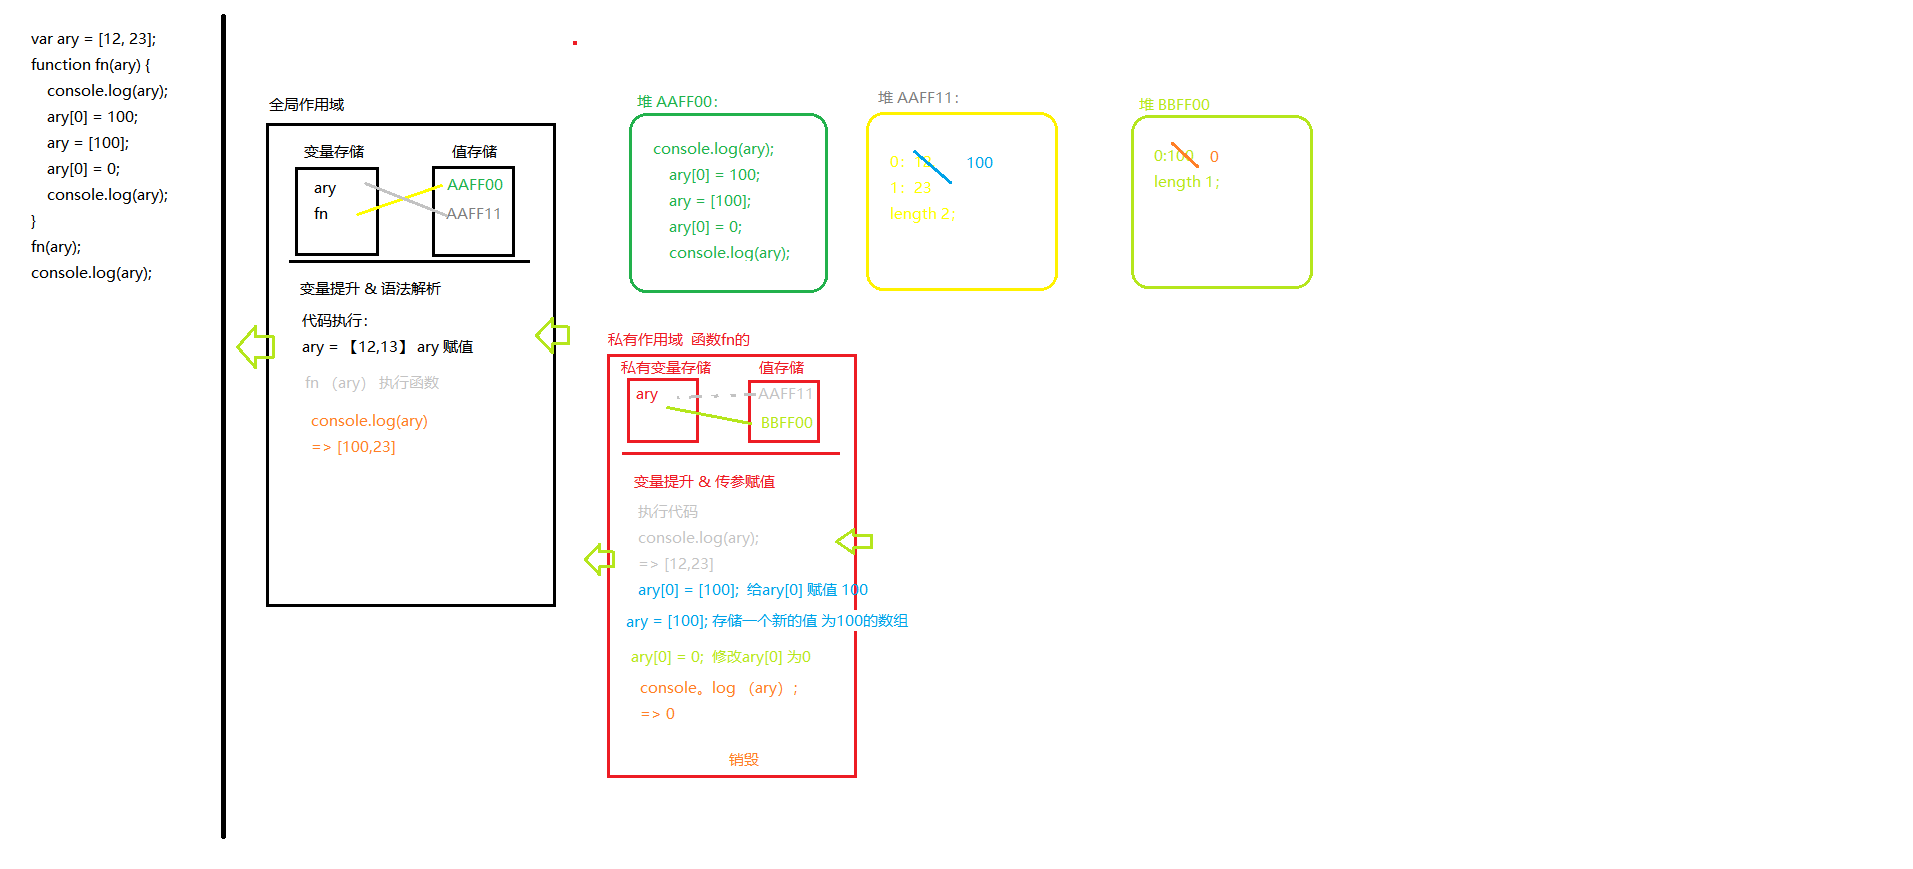 var ary = [12, 23];
function fn(ary) {
console.log(ary);
ary[0] = 100;
ary = [100];
ary[0] = 0;
console.log(ary);
}
fn(ary);
console.log(ary);
全局作用域
变量存储 值存储
ary AAFF00
fn AAFF11
变量提升 & 语法解析
代码执行：
ary = 【12,13】 ary 赋值
fn （ary） 执行函数
console.log(ary)
=> [100,23]
堆 AAFF00：
console.log(ary);
ary[0] = 100;
ary = [100];
ary[0] = 0;
console.log(ary);
堆 AAFF11：
0： 12 100
1； 23
length 2；
堆 BBFF00
0:100 0
length 1；
私有作用域 函数fn的
私有变量存储 值存储
ary AAFF11
BBFF00
变量提升 & 传参赋值
执行代码
console.log(ary);
=> [12,23]
ary[0] = [100]; 给ary[0] 赋值 100
ary = [100]; 存储一个新的值 为100的数组
ary[0] = 0; 修改ary[0] 为0
console。log （ary）；
=> 0
销毁